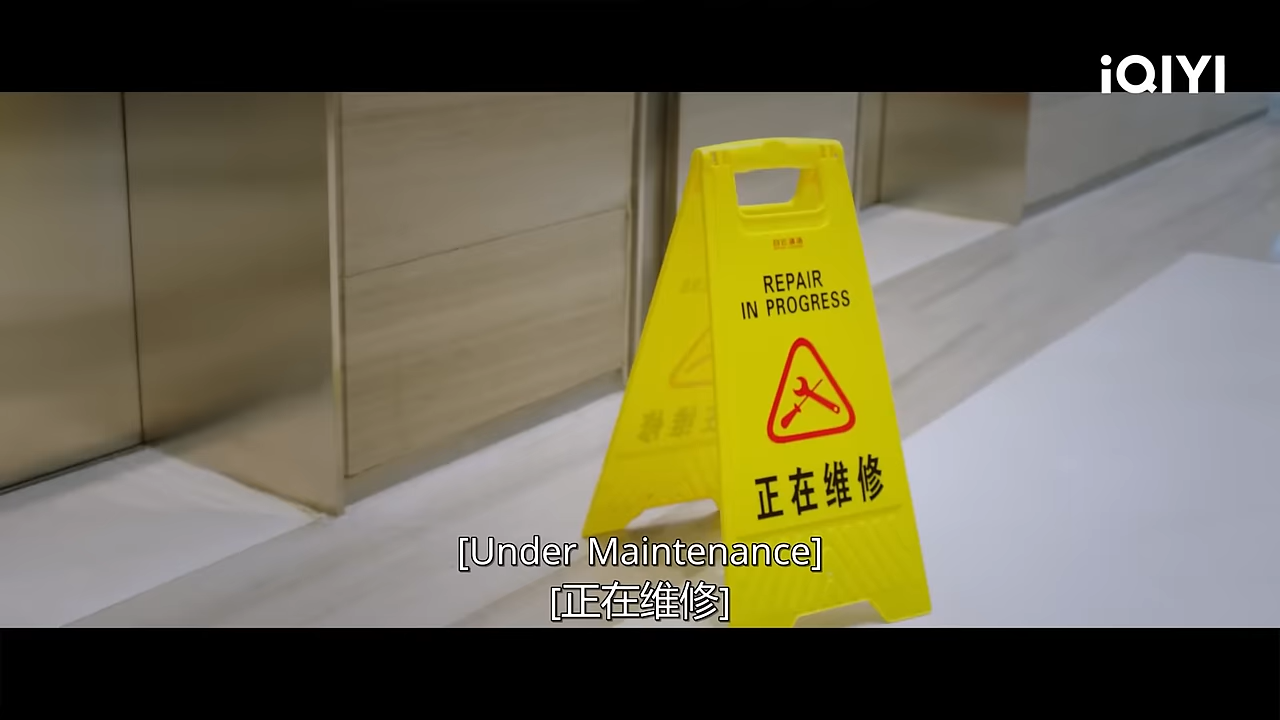 iQIYI
REPAIR
IN PROGRESS
正在维修
[Under Maintenance]
[正在维修]